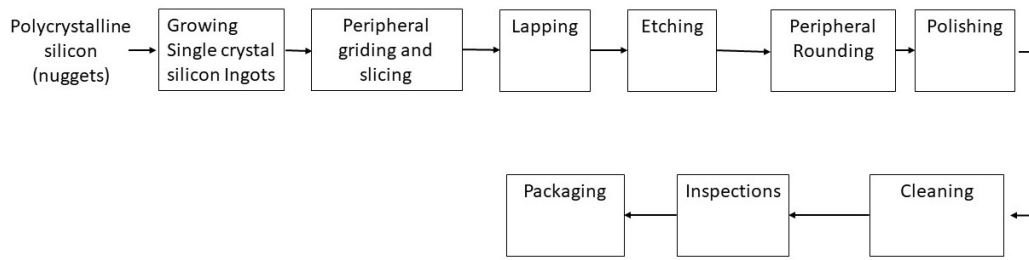 Polycrystalline
silicon
(nuggets)
Growing
Single crystal
silicon Ingots
Peripheral
griding and
slicing
Lapping
Etching
Peripheral
Rounding
Polishing
Packaging
Inspections
Cleaning